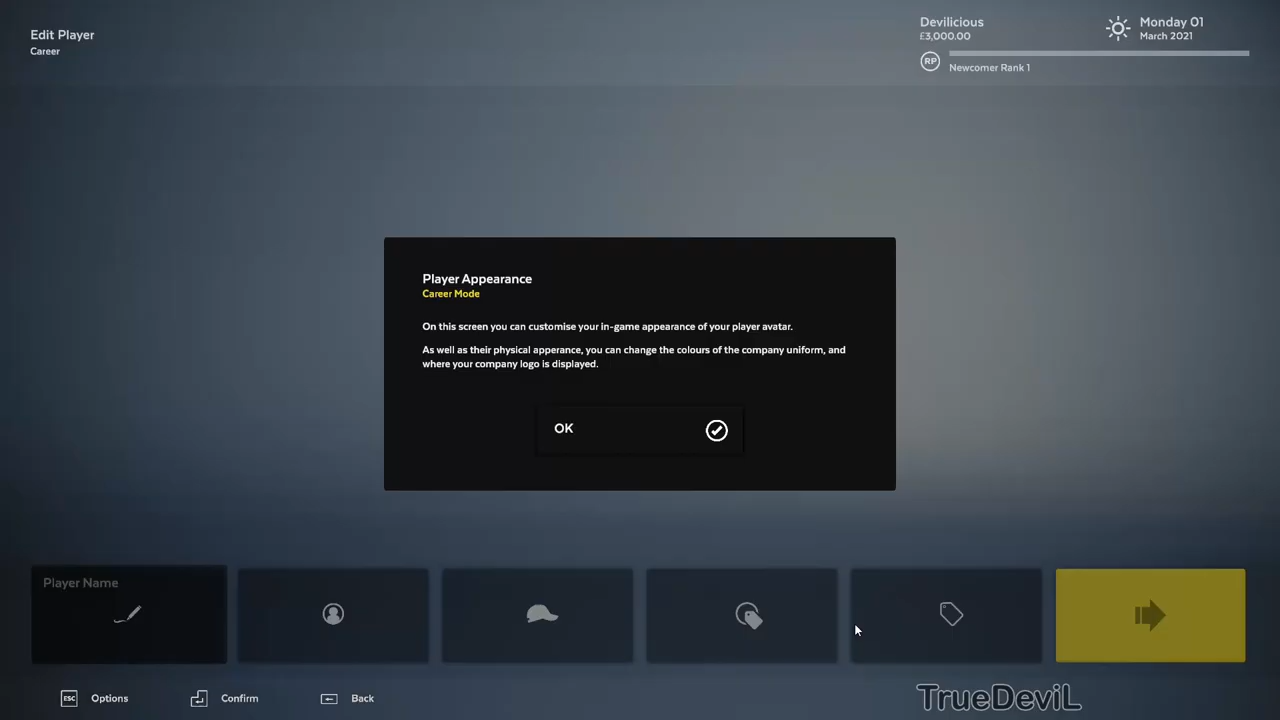 Edit Player
Career
Devilicious
£3,000.00
Monday 01
March 2021
RP
Newcomer Rank 1
Player Appearance
Career Mode
On this screen you can customise your in-game appearance of your player avatar.
As well as their physical apperance, you can change the colours of the company uniform, and
where your company logo is displayed.
OK
Player Name
ESC Options
Confirm
Back
TrueDeviL